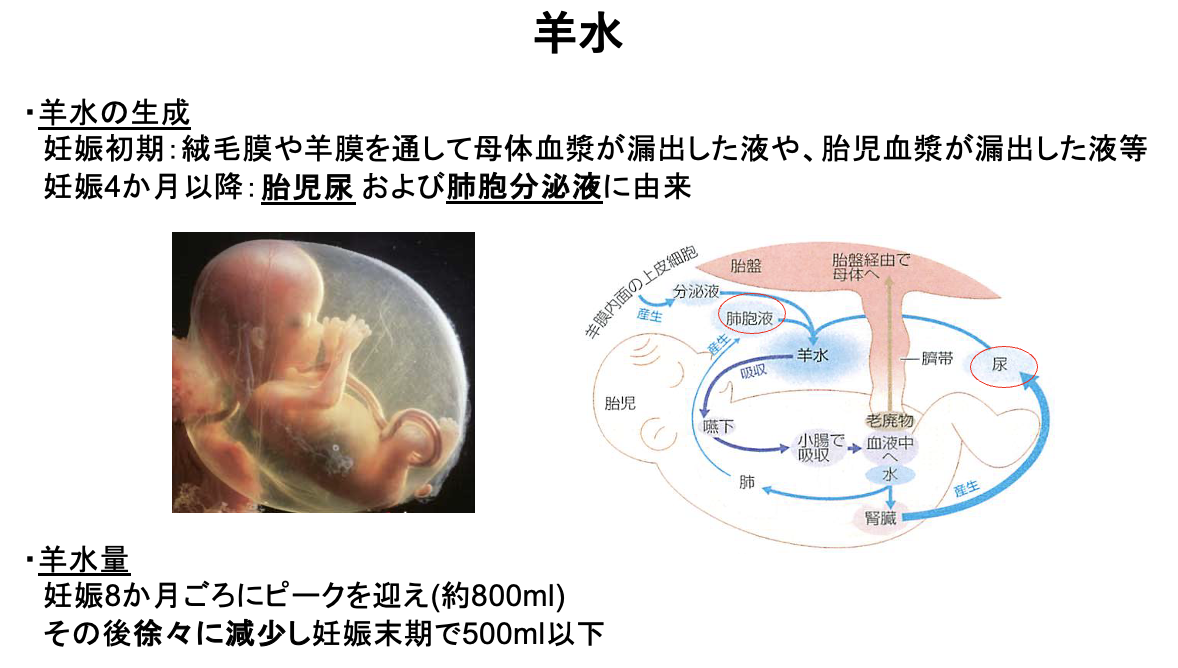 羊水
・羊水の生成
妊娠初期：絨毛膜や羊膜を通して母体血漿が漏出した液や、胎児血漿が漏出した液等
妊娠4か月以降：胎児尿 および肺胞分泌液に由来
羊膜内面の上皮細胞
産生
分泌液
肺胞液
産生
胎盤
胎盤経由で
母体へ
羊水
吸収
臍帯
尿
胎児
嚥下
小腸で
吸収
老廃物
血液中
へ
水
肺
腎臓
産生
・羊水量
妊娠8か月ごろにピークを迎え(約800ml)
その後徐々に減少し妊娠末期で500ml以下